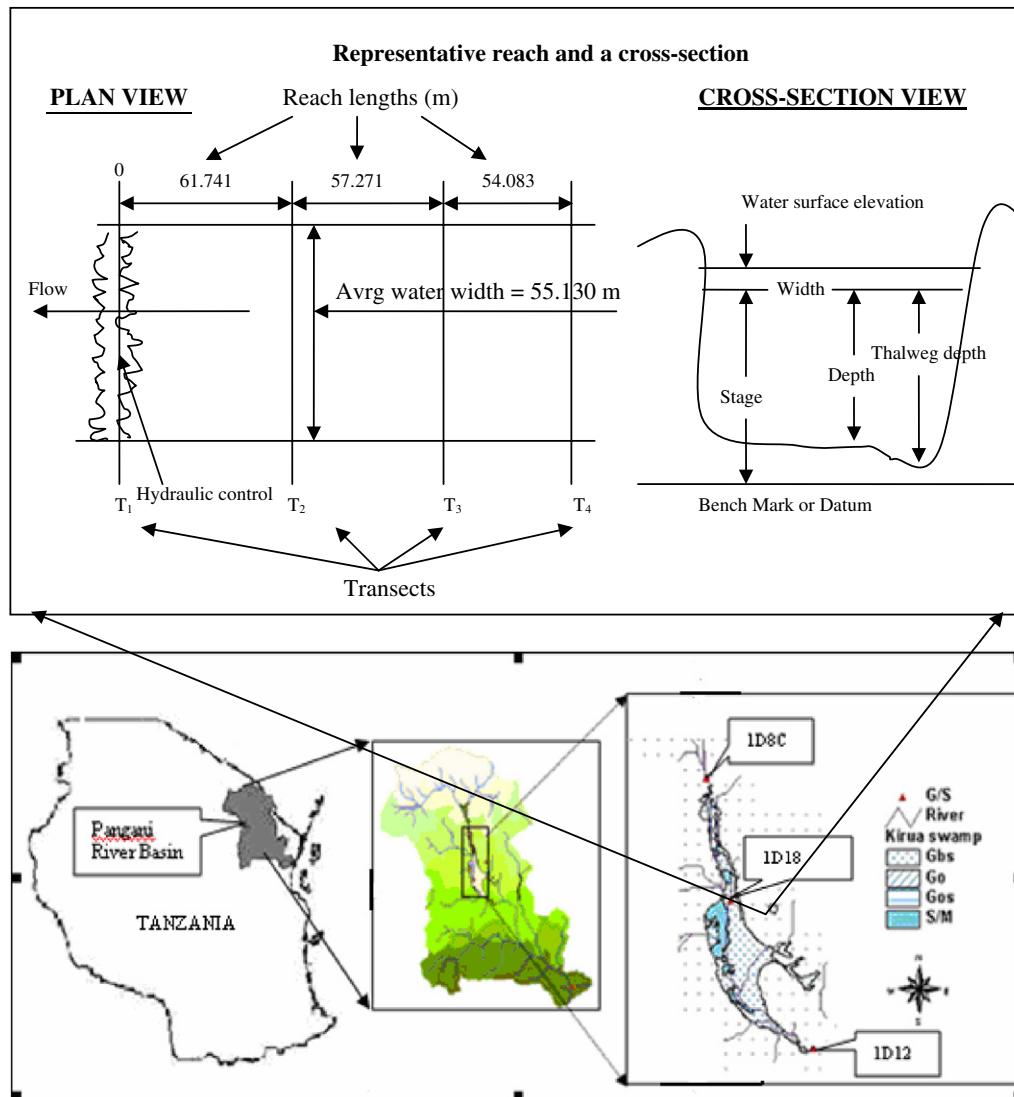 Representative reach and a cross-section
PLAN VIEW
Reach lengths (m)
CROSS-SECTION VIEW
0
61.741
57.271
54.083
Water surface elevation
Flow
Avrg water width = 55.130 m
Width
Thalweg depth
Depth
Stage
Hydraulic control
T1
T2
T3
T4
Bench Mark or Datum
Transects
Pangani
River Basin
TANZANIA
1D8C
1D18
1D12
G/S
River
Kirua swamp
Gbs
Go
Gos
S/M